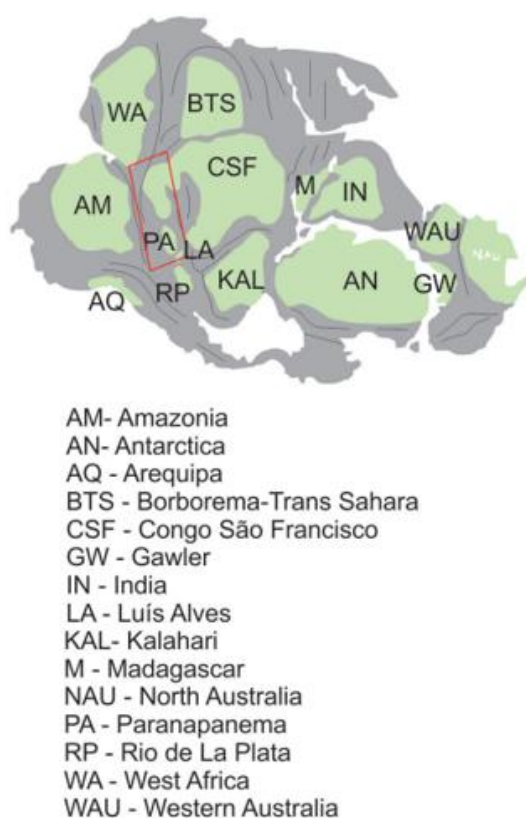 WA
BTS
CSF
AM
M
IN
PA
LA
WAU
NAU
RP
KAL
AN
GW
AQ
AM- Amazonia
AN- Antarctica
AQ - Arequipa
BTS - Borborema-Trans Sahara
CSF - Congo São Francisco
GW - Gawler
IN - India
LA - Luís Alves
KAL- Kalahari
M - Madagascar
NAU - North Australia
PA - Paranapanema
RP - Rio de La Plata
WA - West Africa
WAU - Western Australia